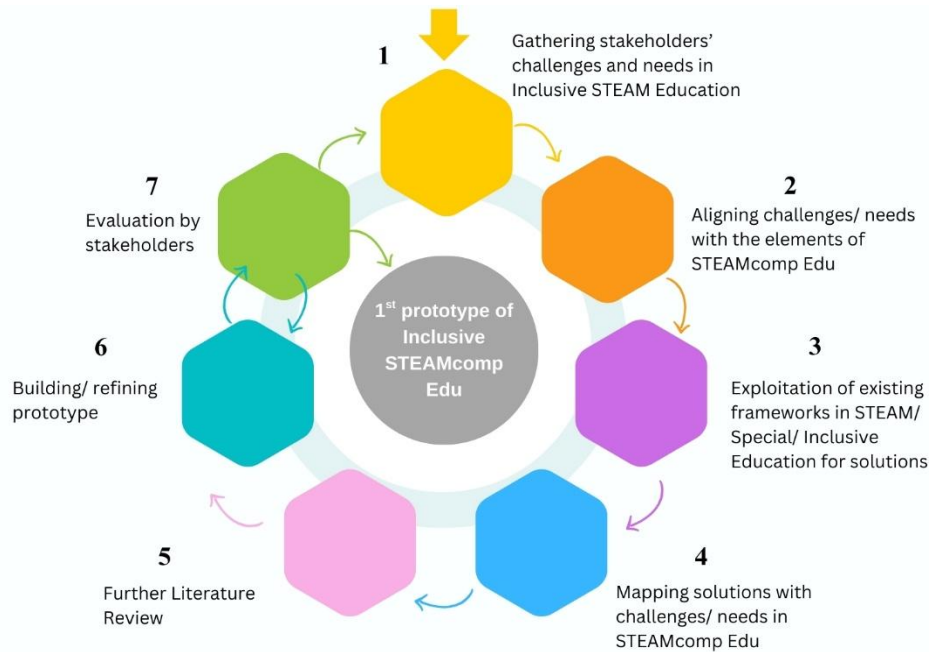 1
Gathering stakeholders'
challenges and needs in
Inclusive STEAM Education
2
Aligning challenges/ needs
with the elements of
STEAMcomp Edu
3
Exploitation of existing
frameworks in STEAM/
Special/ Inclusive
Education for solutions
4
Mapping solutions with
challenges/ needs in
STEAMcomp Edu
5
Further Literature
Review
6
Building/ refining
prototype
7
Evaluation by
stakeholders
1st prototype of
Inclusive
STEAMcomp
Edu